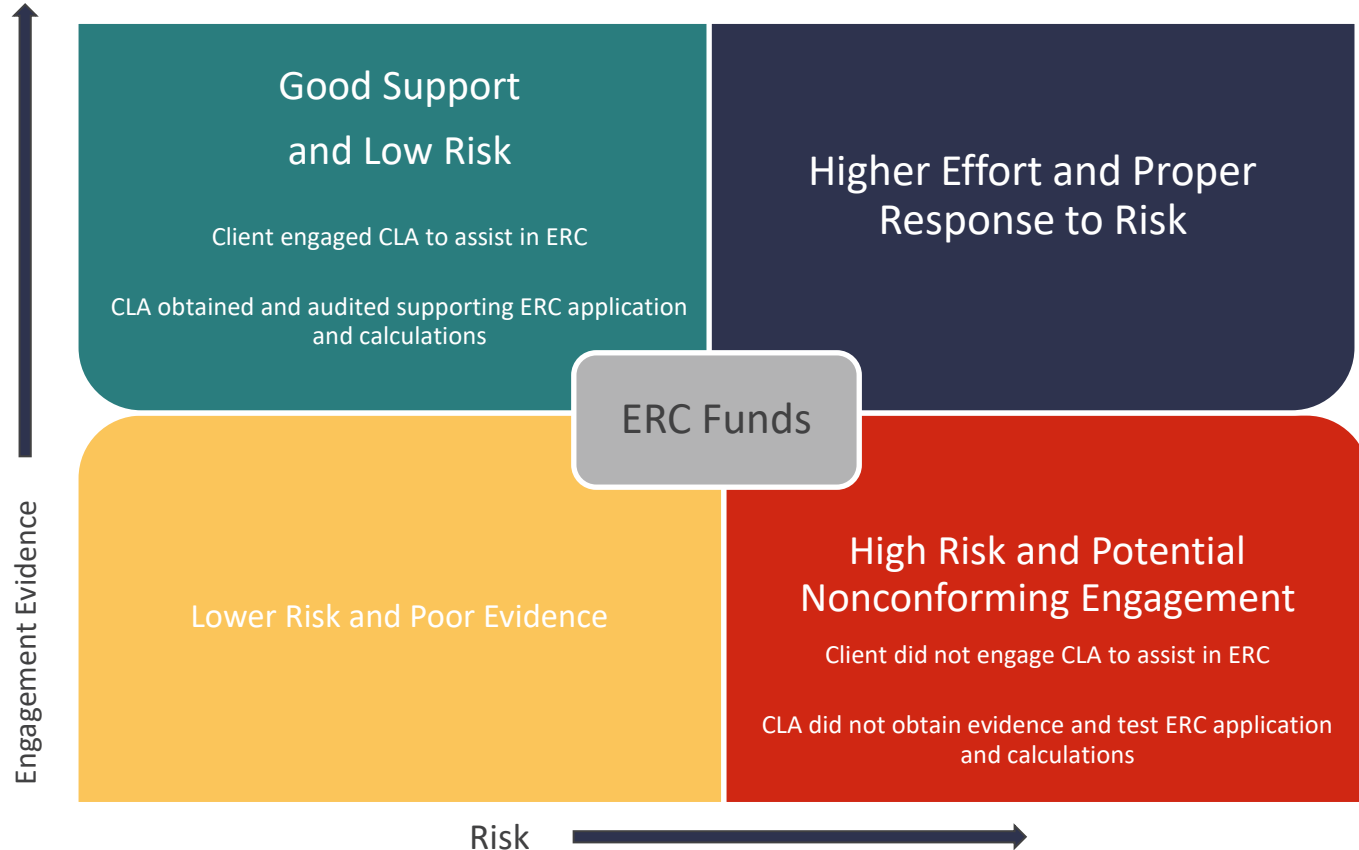 Good Support
and Low Risk
Client engaged CLA to assist in ERC
CLA obtained and audited supporting ERC application
and calculations
Higher Effort and Proper
Response to Risk
ERC Funds
Lower Risk and Poor Evidence
High Risk and Potential
Nonconforming Engagement
Client did not engage CLA to assist in ERC
CLA did not obtain evidence and test ERC application
and calculations
Engagement Evidence
Risk